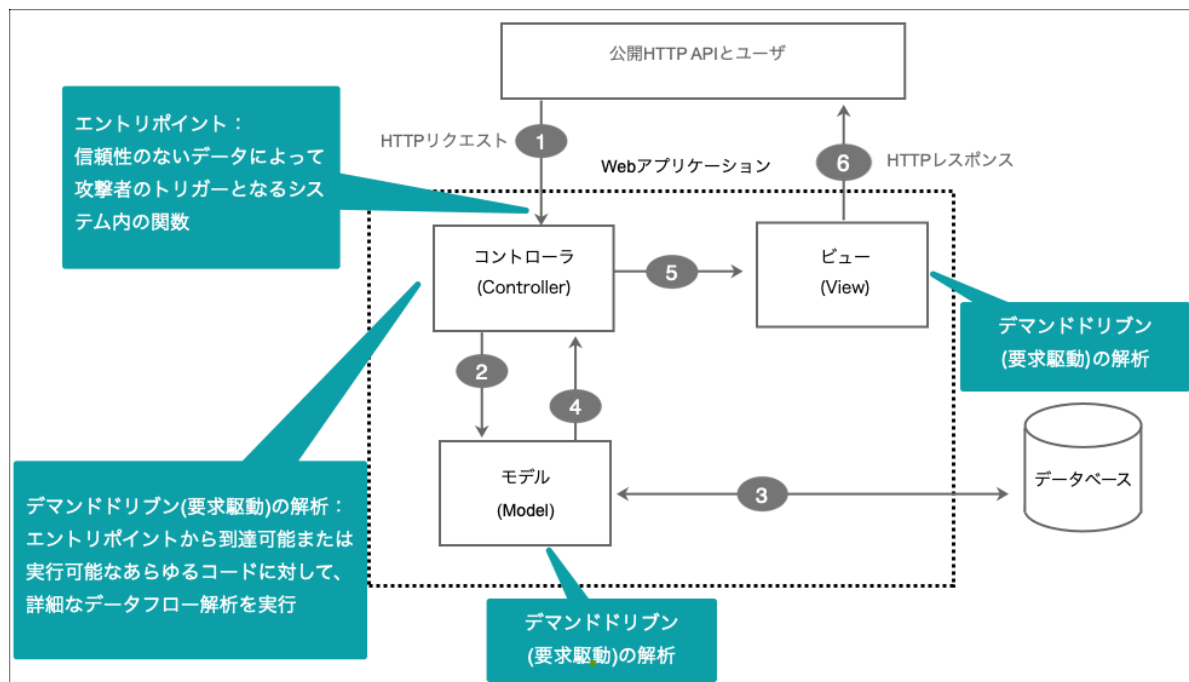 公開HTTP APIとユーザ
エントリポイント：
信頼性のないデータによって
攻撃者のトリガーとなるシス
テム内の関数
HTTPリクエスト
1
6
HTTPレスポンス
Webアプリケーション
コントローラ
(Controller)
5
ビュー
(View)
デマンドドリブン
(要求駆動)の解析
2
4
モデル
(Model)
3
データベース
デマンドドリブン(要求駆動)の解析：
エントリポイントから到達可能または
実行可能なあらゆるコードに対して、
詳細なデータフロー解析を実行
デマンドドリブン
(要求駆動)の解析